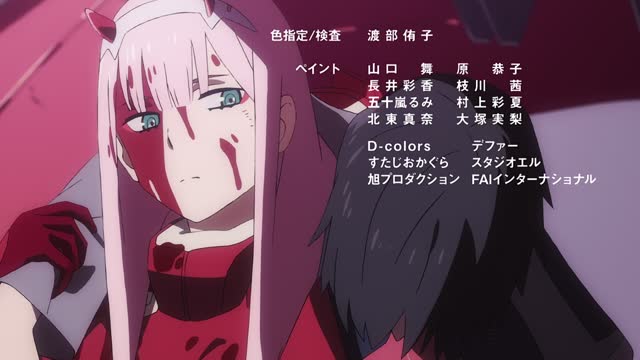 色指定/検査 渡部侑子
ペイント 山口 舞 原 恭子
長井彩香 枝川 茜
五十嵐るみ 村上彩夏
北東真奈 大塚実梨
D-colors デファー
すたじおかぐら スタジオエル
旭プロダクション FAIインターナショナル